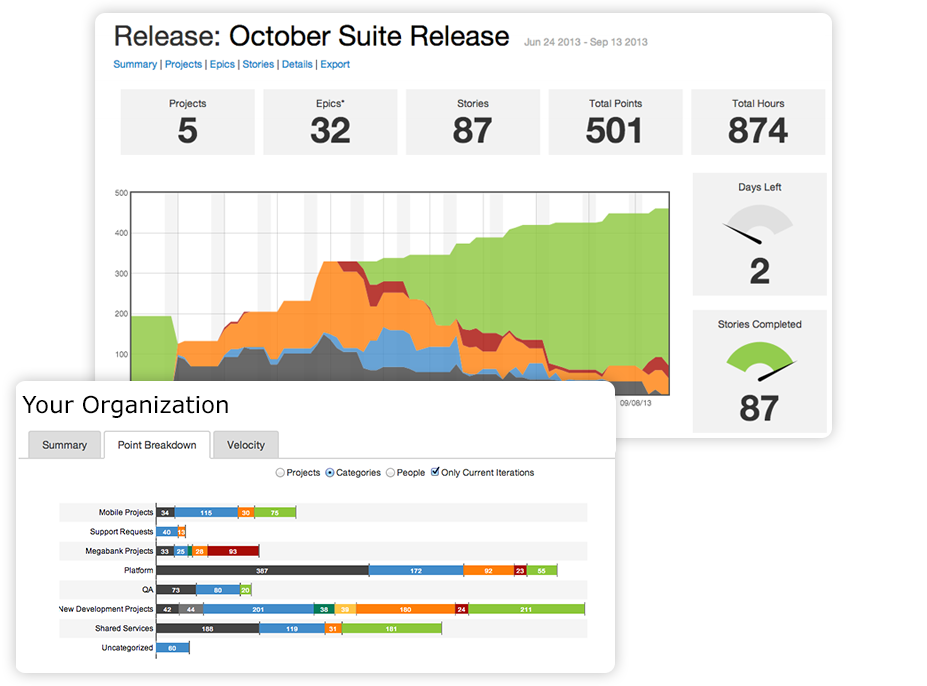 Release: October Suite Release Jun 24 2013 - Sep 13 2013
Summary | Projects | Epics | Stories | Details | Export
Projects Epics* Stories Total Points Total Hours
5 32 87 501 874
500
400
300
200
100
09/08/13
Days Left
2
Stories Completed
87
Your Organization
Summary Point Breakdown Velocity
Projects Categories People Only Current Iterations
Mobile Projects 34 115 30 75
Support Requests 40 13
Megabank Projects 33 25 28 93
Platform 387 172 92 23 55
QA 73 80 20
New Development Projects 42 44 201 38 39 180 24 211
Shared Services 188 119 31 181
Uncategorized 60